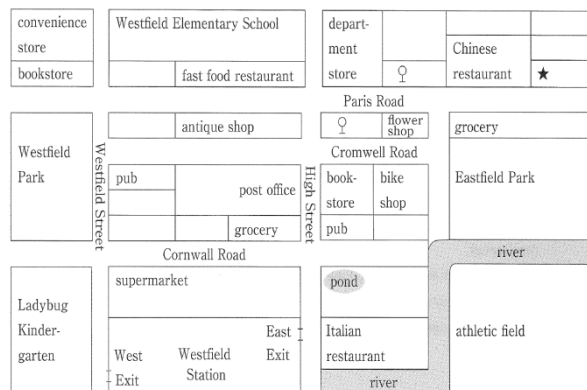 convenience
store
bookstore
Westfield Elementary School
fast food restaurant
depart-
ment
store
Chinese
restaurant
Paris Road
antique shop
flower
shop
grocery
Cromwell Road
Westfield
Park
Westfield Street
pub
post office
grocery
High Street
book-
store
bike
shop
pub
Eastfield Park
Cornwall Road
river
Ladybug
Kinder-
garten
supermarket
East
Exit
West
Exit
Westfield
Station
pond
Italian
restaurant
athletic field
river